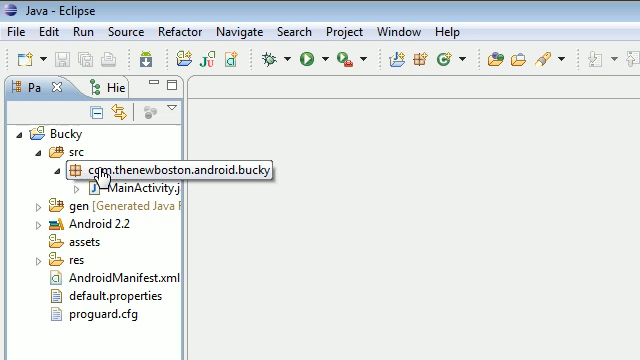 Java - Eclipse
File Edit Source Refactor Navigate Search Project Window Help
Pa Hie
Bucky
src
com.thenewboston.android.bucky
MainActivity.j
gen [Generated Java F
Android 2.2
assets
res
AndroidManifest.xml
default.properties
proguard.cfg